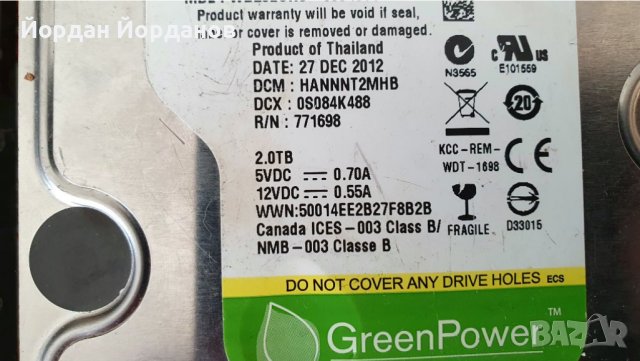 Product warranty will be void if seal,
cover is removed or damaged.
Йордан Йорданов
Product of Thailand
DATE: 27 DEC 2012
DCM : HANNNT2MHB
DCX : 0S084K488
R/N : 771698
N3565
E101559
20
2.0TB
5VDC 0.70A
12VDC 0.55A
WWN:50014EE2B27F8B2B
Canada ICES-003 Class B/
NMB-003 Classe B
KCC-REM-
WDT-1698
FRAGILE
D33015
DO NOT COVER ANY DRIVE HOLES ECS
GreenPower™
BAZAR